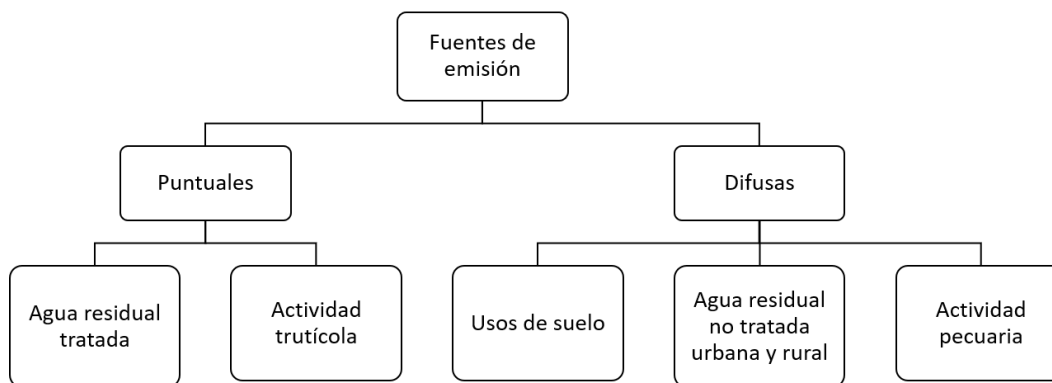 Fuentes de
emisión
Puntuales
Difusas
Agua residual
tratada
Actividad
trutícola
Usos de suelo
Agua residual
no tratada
urbana y rural
Actividad
pecuaria